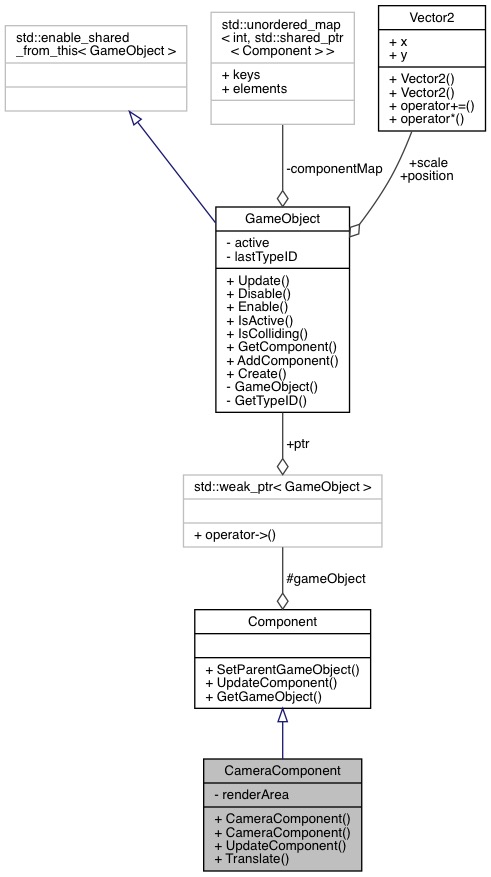 std::enable_shared
_from_this< GameObject >
std::unordered_map
< int, std::shared_ptr
< Component > >
+ keys
+ elements
Vector2
+ x
+ y
+ Vector2()
+ Vector2()
+ operator+=()
+ operator*()
-componentMap
+scale
+position
GameObject
- active
- lastTypeID
+ Update()
+ Disable()
+ Enable()
+ IsActive()
+ IsColliding()
+ GetComponent()
+ AddComponent()
+ Create()
- GameObject()
- GetTypeID()
+ptr
std::weak_ptr< GameObject >
+ operator->()
#gameObject
Component
+ SetParentGameObject()
+ UpdateComponent()
+ GetGameObject()
CameraComponent
- renderArea
+ CameraComponent()
+ CameraComponent()
+ UpdateComponent()
+ Translate()